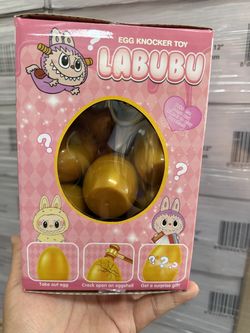 EGG KNOCKER TOY
LABUBU
Take out egg
Crack open an eggshell
Get a surprise gift